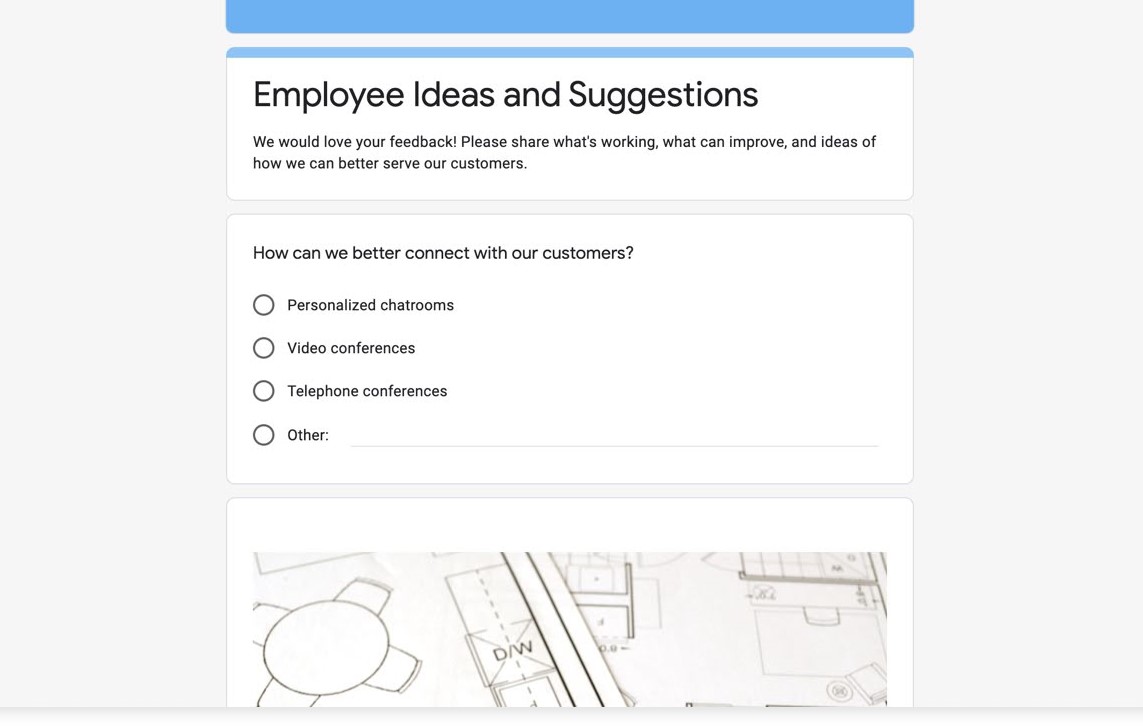 Employee Ideas and Suggestions
We would love your feedback! Please share what's working, what can improve, and ideas of
how we can better serve our customers.
How can we better connect with our customers?
Personalized chatrooms
Video conferences
Telephone conferences
Other:
D/W